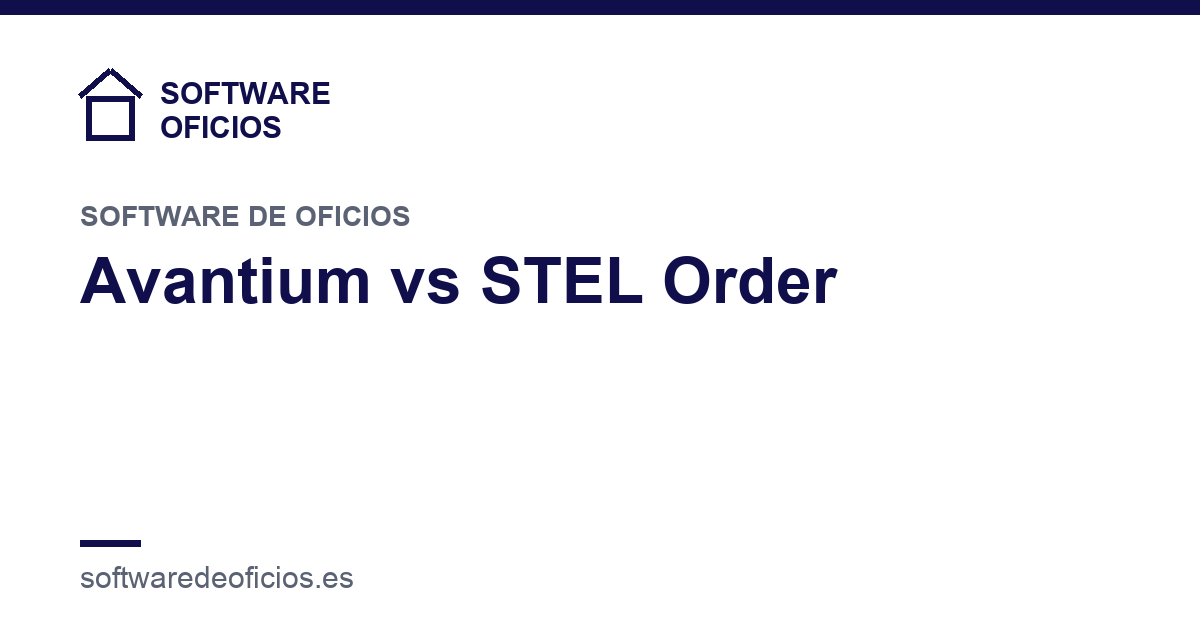 SOFTWARE
OFICIOS
SOFTWARE DE OFICIOS
Avantium vs STEL Order
softwaredeoficios.es